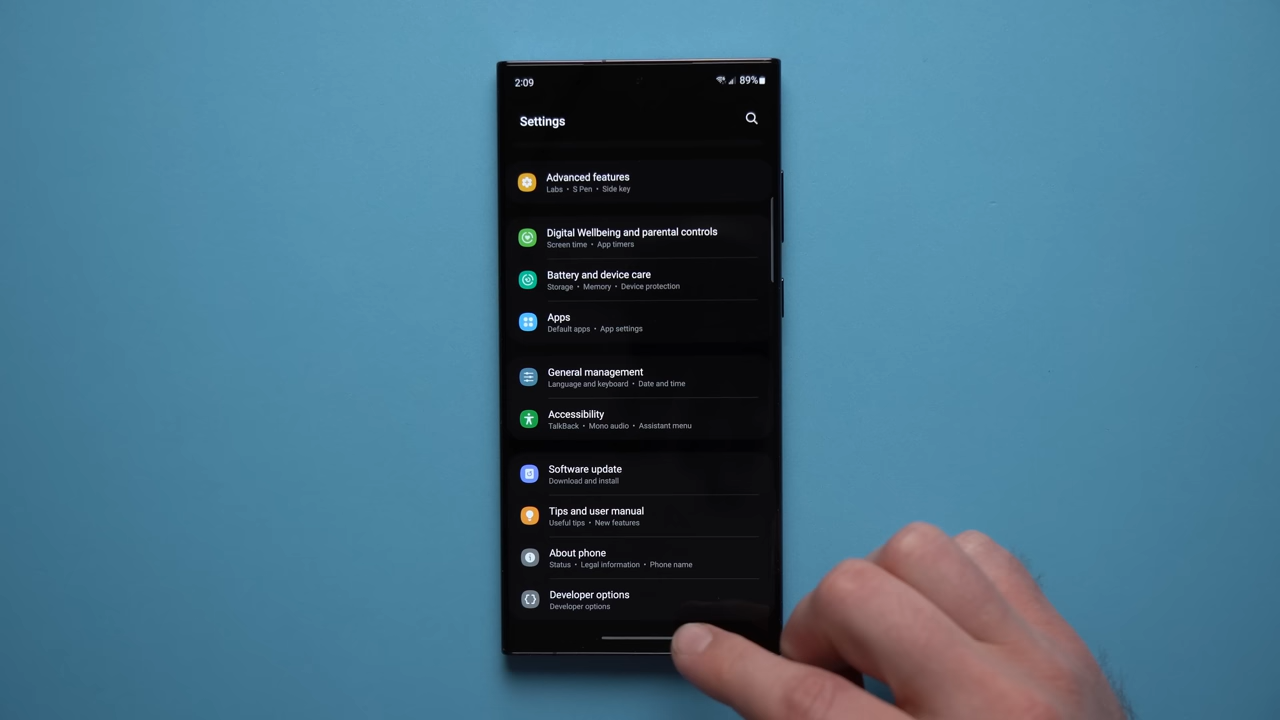 2:09
89%
Settings
Advanced features
Labs • S Pen • Side key
Digital Wellbeing and parental controls
Screen time • App timers
Battery and device care
Storage • Memory • Device protection
Apps
Default apps • App settings
General management
Language and keyboard • Date and time
Accessibility
TalkBack • Mono audio • Assistant menu
Software update
Download and install
Tips and user manual
Useful tips • New features
About phone
Status • Legal information • Phone name
Developer options
Developer options